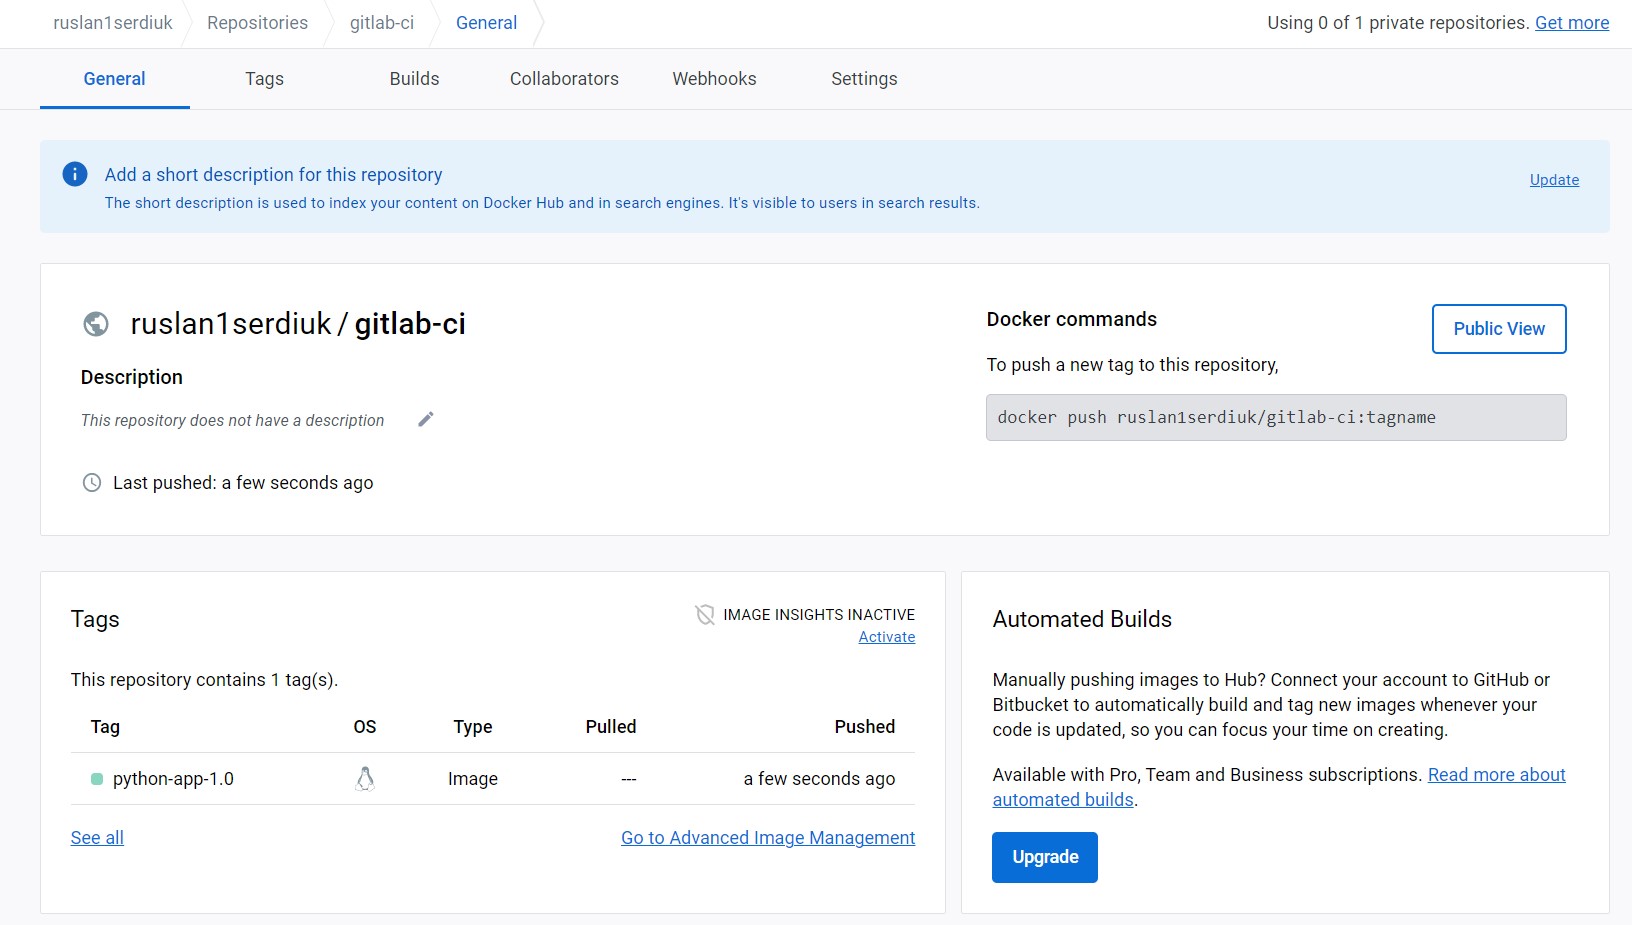 ruslan1serdiuk Repositories gitlab-ci General Using 0 of 1 private repositories. Get more
General Tags Builds Collaborators Webhooks Settings
Add a short description for this repository
The short description is used to index your content on Docker Hub and in search engines. It's visible to users in search results.
Update
ruslan1serdiuk / gitlab-ci
Description
This repository does not have a description
Last pushed: a few seconds ago
Docker commands
Public View
To push a new tag to this repository,
docker push ruslan1serdiuk/gitlab-ci:tagname
Tags
IMAGE INSIGHTS INACTIVE
Activate
This repository contains 1 tag(s).
Tag OS Type Pulled Pushed
python-app-1.0 Image --- a few seconds ago
See all Go to Advanced Image Management
Automated Builds
Manually pushing images to Hub? Connect your account to GitHub or
Bitbucket to automatically build and tag new images whenever your
code is updated, so you can focus your time on creating.
Available with Pro, Team and Business subscriptions. Read more about
automated builds.
Upgrade